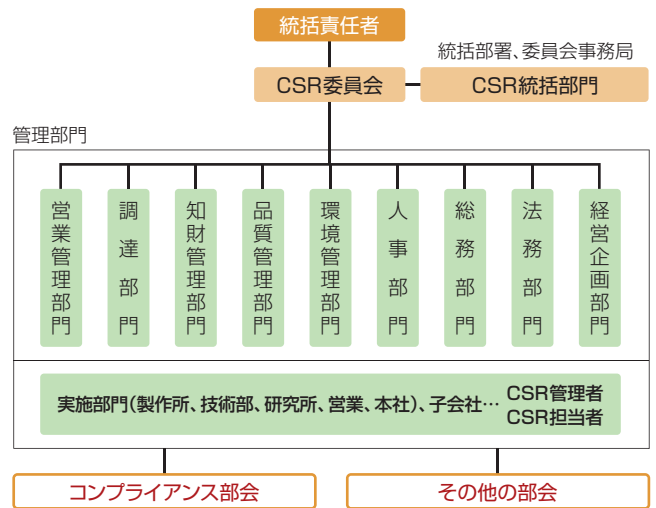 統括責任者
統括部署、委員会事務局
CSR委員会
CSR統括部門
管理部門
営業管理部門
調達部門
知財管理部門
品質管理部門
環境管理部門
人事部門
総務部門
法務部門
経営企画部門
実施部門(製作所、技術部、研究所、営業、本社)、子会社…
CSR管理者
CSR担当者
コンプライアンス部会
その他の部会